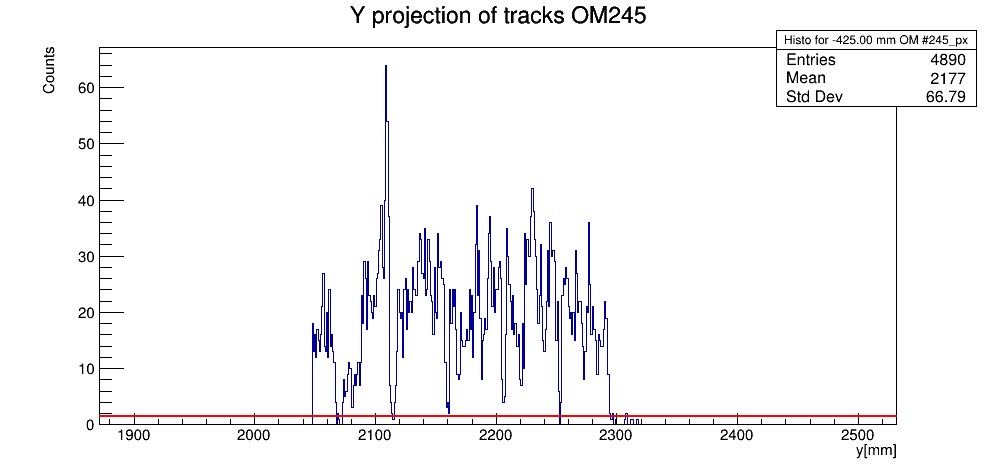 Y projection of tracks OM245
Histo for -425.00 mm OM #245_px
Entries 4890
Mean 2177
Std Dev 66.79
Counts
60
50
40
30
20
10
0
1900 2000 2100 2200 2300 2400 2500
y[mm]